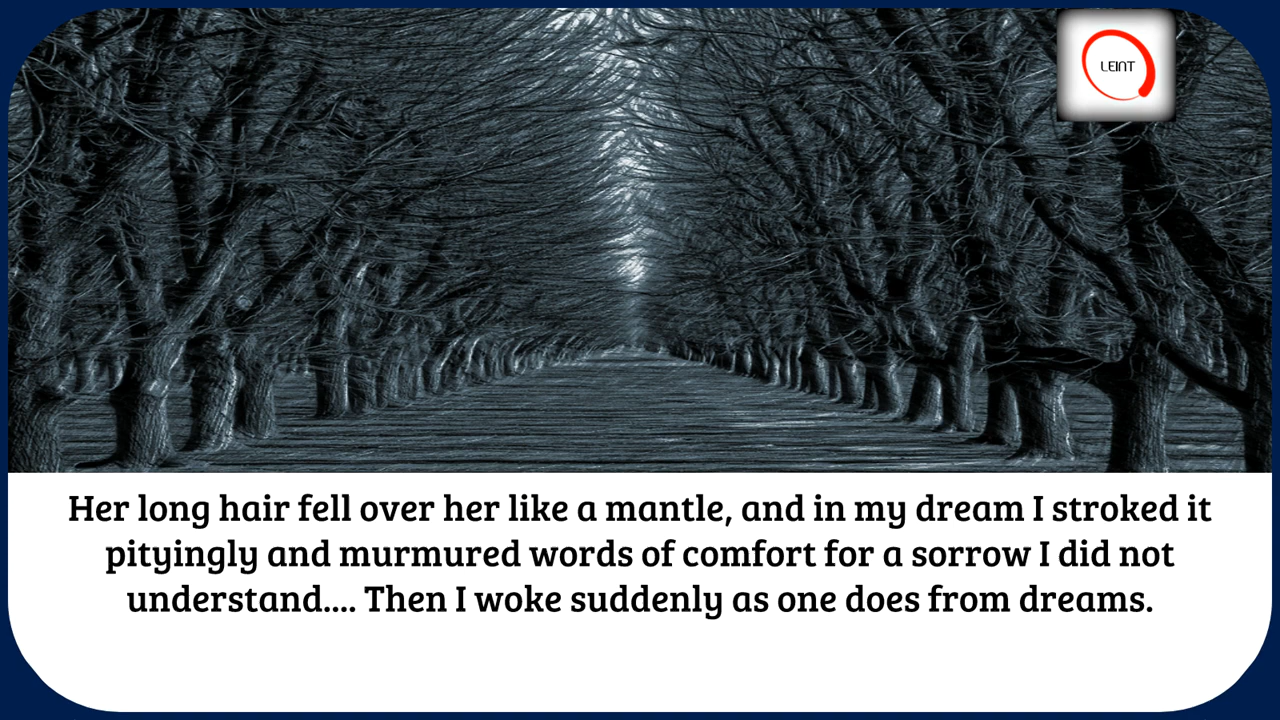 LEINT
Her long hair fell over her like a mantle, and in my dream I stroked it
pityingly and murmured words of comfort for a sorrow I did not
understand.... Then I woke suddenly as one does from dreams.